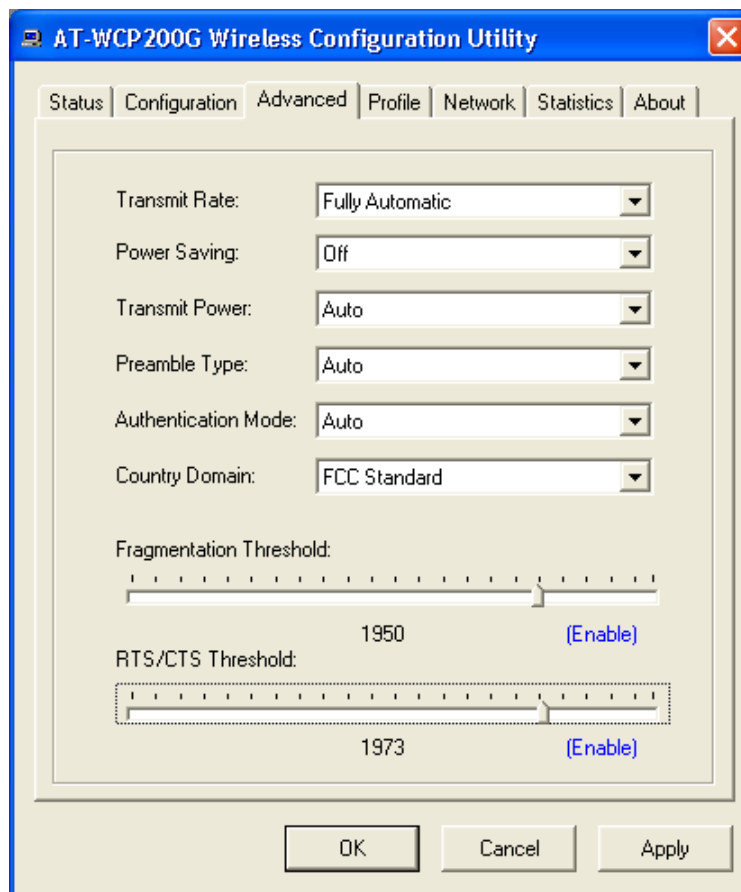 AT-WCP200G Wireless Configuration Utility
Status Configuration Advanced Profile Network Statistics About
Transmit Rate: Fully Automatic
Power Saving: Off
Transmit Power: Auto
Preamble Type: Auto
Authentication Mode: Auto
Country Domain: FCC Standard
Fragmentation Threshold:
1950 (Enable)
RTS/CTS Threshold:
1973 (Enable)
OK Cancel Apply